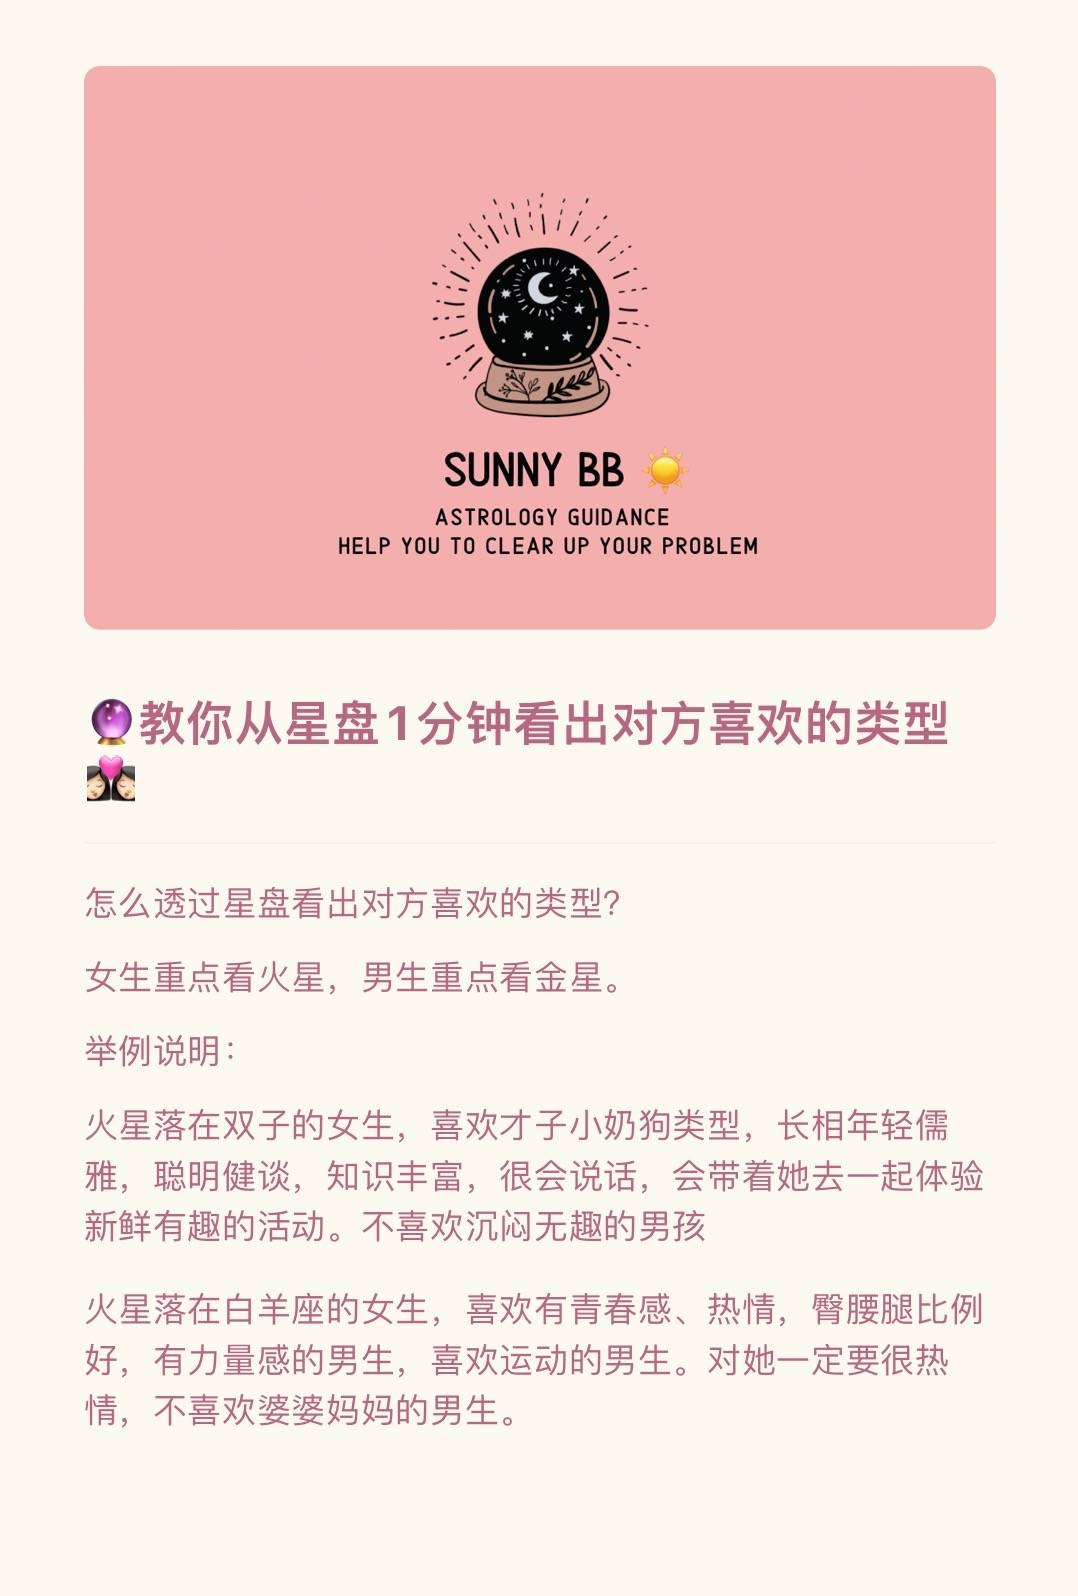 SUNNY BB ☀️
ASTROLOGY GUIDANCE
HELP YOU TO CLEAR UP YOUR PROBLEM
🔮教你从星盘1分钟看出对方喜欢的类型
👩🏻‍❤️‍💋‍👩🏻
怎么透过星盘看出对方喜欢的类型?
女生重点看火星，男生重点看金星。
举例说明：
火星落在双子的女生，喜欢才子小奶狗类型，长相年轻儒
雅，聪明健谈，知识丰富，很会说话，会带着她去一起体验
新鲜有趣的活动。不喜欢沉闷无趣的男孩
火星落在白羊座的女生，喜欢有青春感、热情，臀腰腿比例
好，有力量感的男生，喜欢运动的男生。对她一定要很热
情，不喜欢婆婆妈妈的男生。